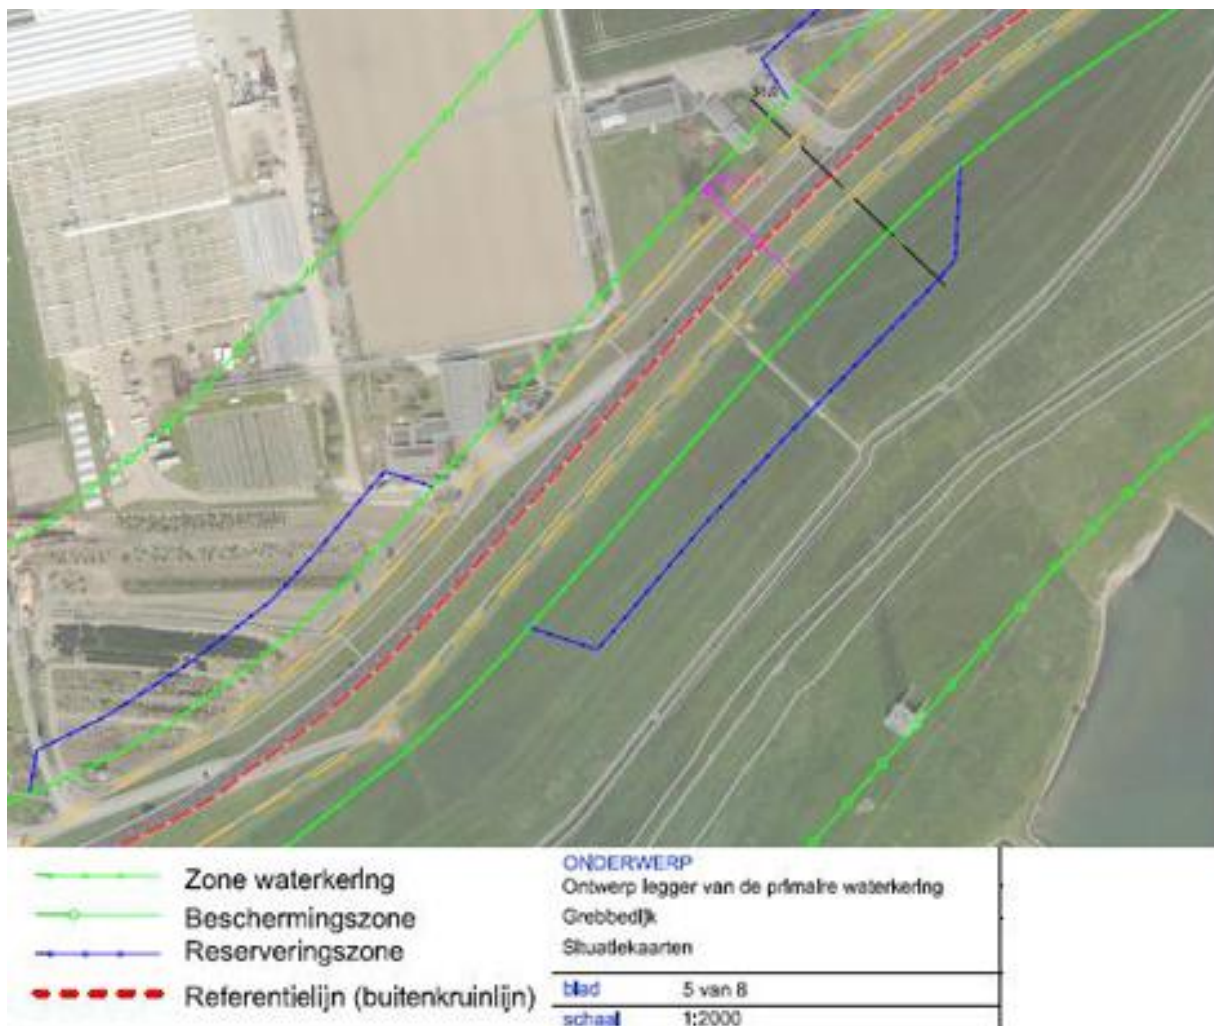 Zone waterkering
Beschermingszone
Reserveringszone
Referentielijn (buitenkruinlijn)
ONDERWERP
Ontwerp legger van de primaire waterkering
Grebbedijk
Situatiekaarten
blad 5 van 8
schaal 1:2000